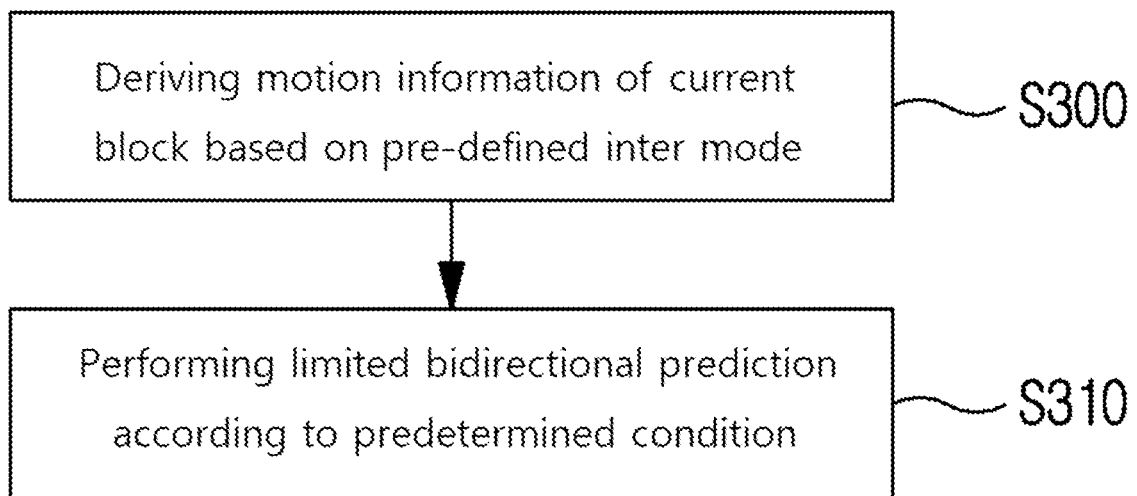 Deriving motion information of current
block based on pre-defined inter mode
S300
Performing limited bidirectional prediction
according to predetermined condition
S310